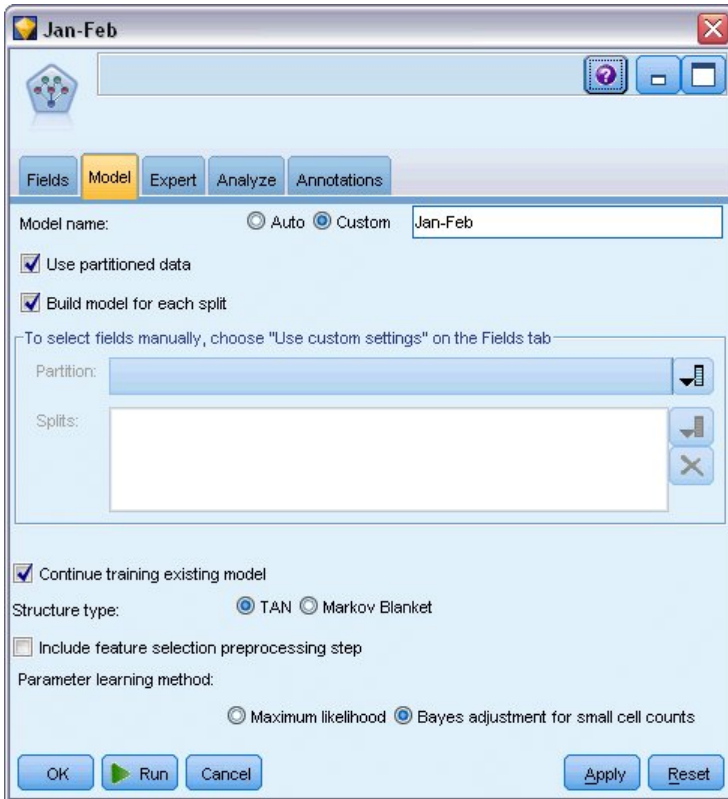 Jan-Feb
Fields Model Expert Analyze Annotations
Model name: Auto Custom Jan-Feb
Use partitioned data
Build model for each split
To select fields manually, choose "Use custom settings" on the Fields tab
Partition:
Splits:
Continue training existing model
Structure type: TAN Markov Blanket
Include feature selection preprocessing step
Parameter learning method:
Maximum likelihood Bayes adjustment for small cell counts
OK Run Cancel Apply Reset